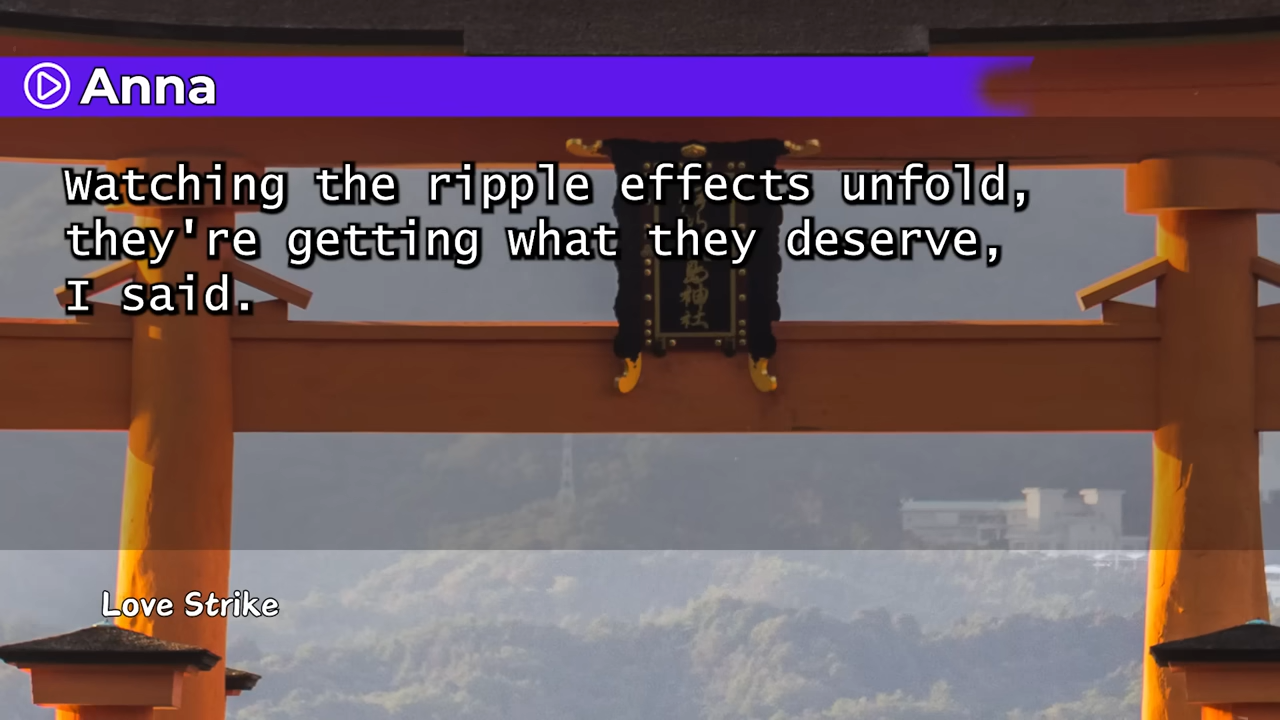 Anna
Watching the ripple effects unfold,
they're getting what they deserve,
I said.
Love Strike